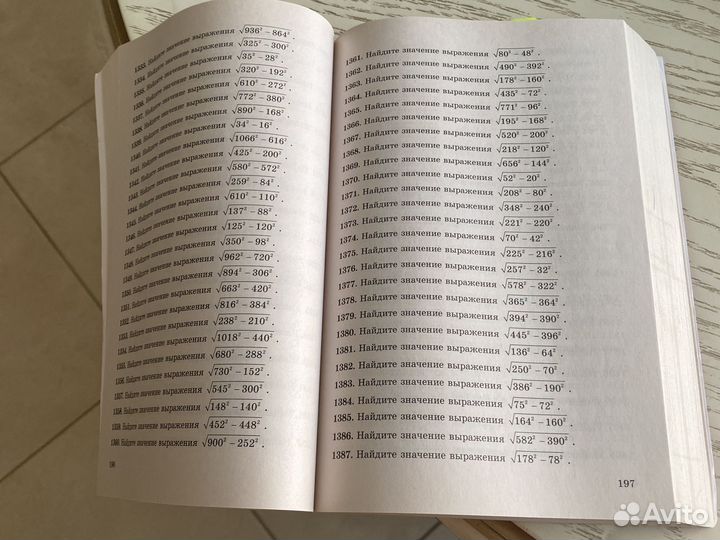 1333. Найдите значение выражения √936² − 864² .
1334. Найдите значение выражения √325² − 300² .
1335. Найдите значение выражения √35² − 28² .
1336. Найдите значение выражения √320² − 192² .
1337. Найдите значение выражения √610² − 272² .
1338. Найдите значение выражения √772² − 380² .
1339. Найдите значение выражения √890² − 168² .
1340. Найдите значение выражения √34² − 16² .
1341. Найдите значение выражения √1066² − 616² .
1342. Найдите значение выражения √425² − 200² .
1343. Найдите значение выражения √580² − 572² .
1344. Найдите значение выражения √259² − 84² .
1345. Найдите значение выражения √610² − 110² .
1346. Найдите значение выражения √137² − 88² .
1347. Найдите значение выражения √125² − 120² .
1348. Найдите значение выражения √350² − 98² .
1349. Найдите значение выражения √962² − 720² .
1350. Найдите значение выражения √894² − 306² .
1351. Найдите значение выражения √663² − 420² .
1352. Найдите значение выражения √816² − 384² .
1353. Найдите значение выражения √238² − 210² .
1354. Найдите значение выражения √1018² − 440² .
1355. Найдите значение выражения √680² − 288² .
1356. Найдите значение выражения √730² − 152² .
1357. Найдите значение выражения √545² − 300² .
1358. Найдите значение выражения √148² − 140² .
1359. Найдите значение выражения √452² − 448² .
1360. Найдите значение выражения √900² − 252² .
196
1361. Найдите значение выражения √80² − 48² .
1362. Найдите значение выражения √490² − 392² .
1363. Найдите значение выражения √178² − 160² .
1364. Найдите значение выражения √435² − 72² .
1365. Найдите значение выражения √771² − 96² .
1366. Найдите значение выражения √195² − 168² .
1367. Найдите значение выражения √520² − 200² .
1368. Найдите значение выражения √218² − 120² .
1369. Найдите значение выражения √656² − 144² .
1370. Найдите значение выражения √52² − 20² .
1371. Найдите значение выражения √208² − 80² .
1372. Найдите значение выражения √348² − 240² .
1373. Найдите значение выражения √221² − 220² .
1374. Найдите значение выражения √70² − 42² .
1375. Найдите значение выражения √225² − 216² .
1376. Найдите значение выражения √257² − 32² .
1377. Найдите значение выражения √578² − 322² .
1378. Найдите значение выражения √365² − 364² .
1379. Найдите значение выражения √394² − 390² .
1380. Найдите значение выражения √445² − 396² .
1381. Найдите значение выражения √136² − 64² .
1382. Найдите значение выражения √250² − 70² .
1383. Найдите значение выражения √386² − 190² .
1384. Найдите значение выражения √75² − 72² .
1385. Найдите значение выражения √164² − 160² .
1386. Найдите значение выражения √582² − 390² .
1387. Найдите значение выражения √178² − 78² .
197
Avito